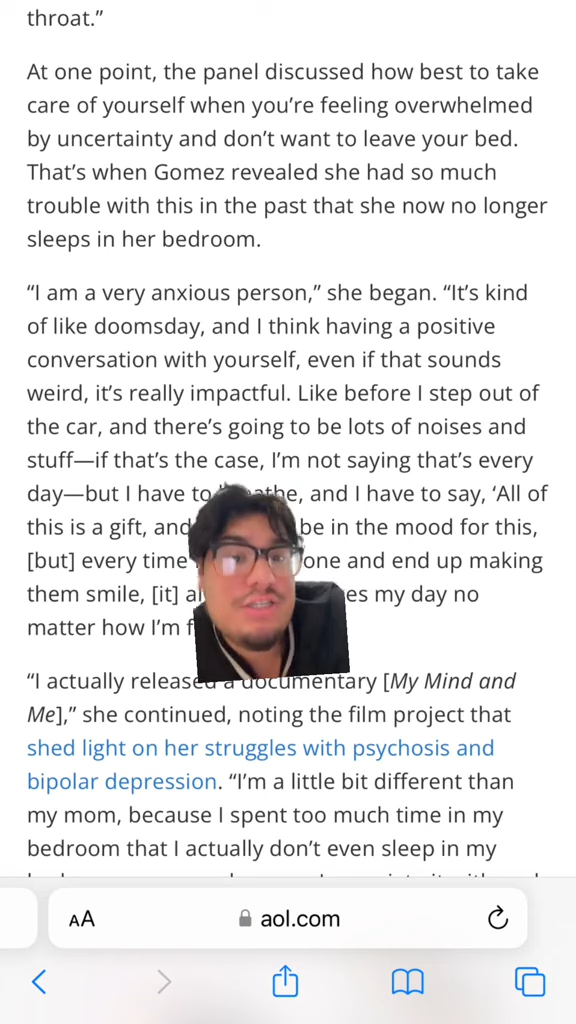 throat.”
At one point, the panel discussed how best to take
care of yourself when you’re feeling overwhelmed
by uncertainty and don’t want to leave your bed.
That’s when Gomez revealed she had so much
trouble with this in the past that she now no longer
sleeps in her bedroom.
“I am a very anxious person,” she began. “It’s kind
of like doomsday, and I think having a positive
conversation with yourself, even if that sounds
weird, it’s really impactful. Like before I step out of
the car, and there’s going to be lots of noises and
stuff—if that’s the case, I’m not saying that’s every
day—but I have to breathe, and I have to say, ‘All of
this is a gift, and be in the mood for this,
[but] every time one and end up making
them smile, [it] my day no
matter how I’m
“I actually released a documentary [My Mind and
Me],” she continued, noting the film project that
shed light on her struggles with psychosis and
bipolar depression. “I’m a little bit different than
my mom, because I spent too much time in my
bedroom that I actually don’t even sleep in my
AA aol.com